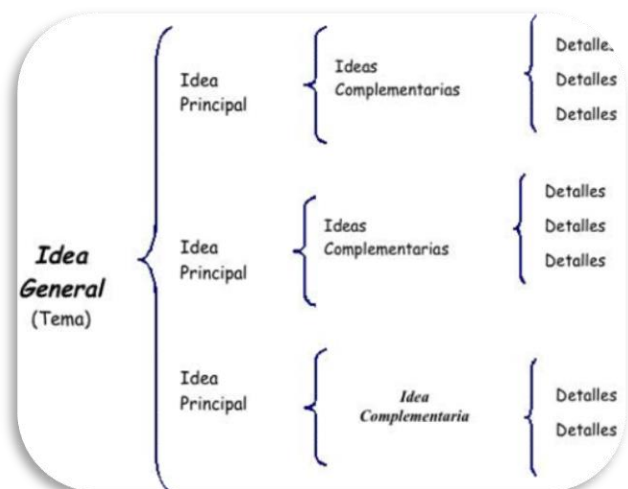 Idea General (Tema)
Idea Principal
Ideas Complementarias
Detalle
Detalles
Detalles
Idea Principal
Ideas Complementarias
Detalles
Detalles
Detalles
Idea Principal
Idea Complementaria
Detalles
Detalles